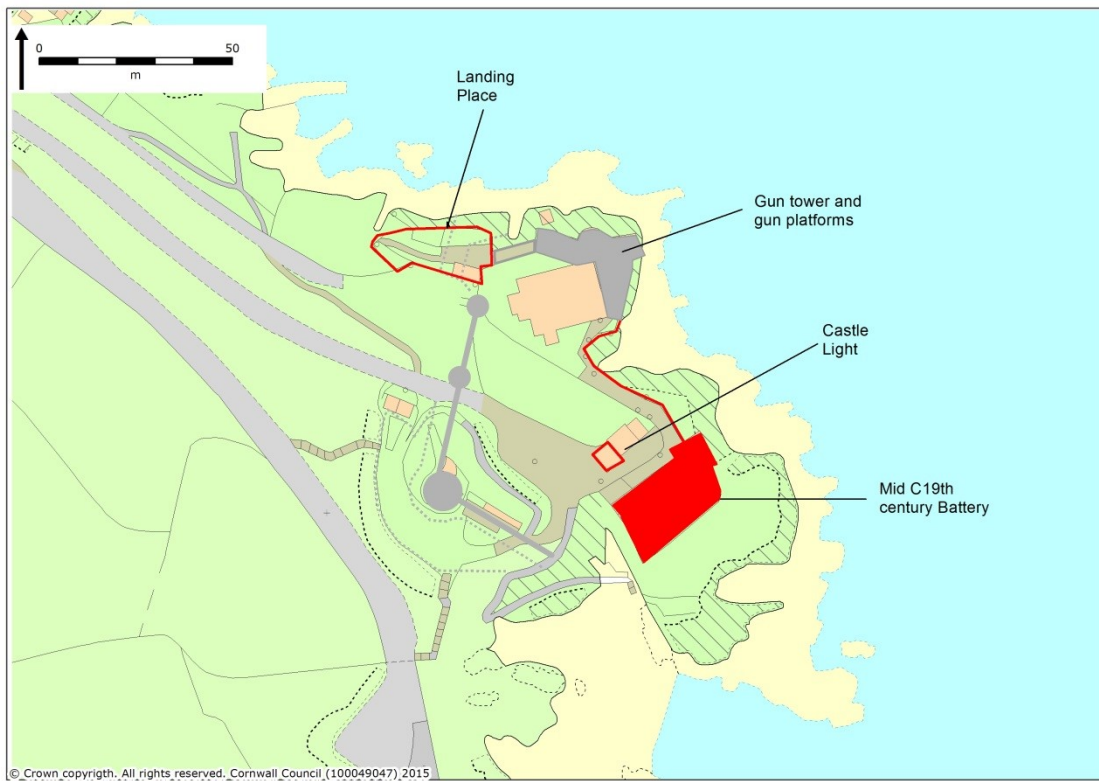 0 50
m
Landing
Place
Gun tower and
gun platforms
Castle
Light
Mid C19th
century Battery
© Crown copyrigth. All rights reserved. Cornwall Council (100049047) 2015